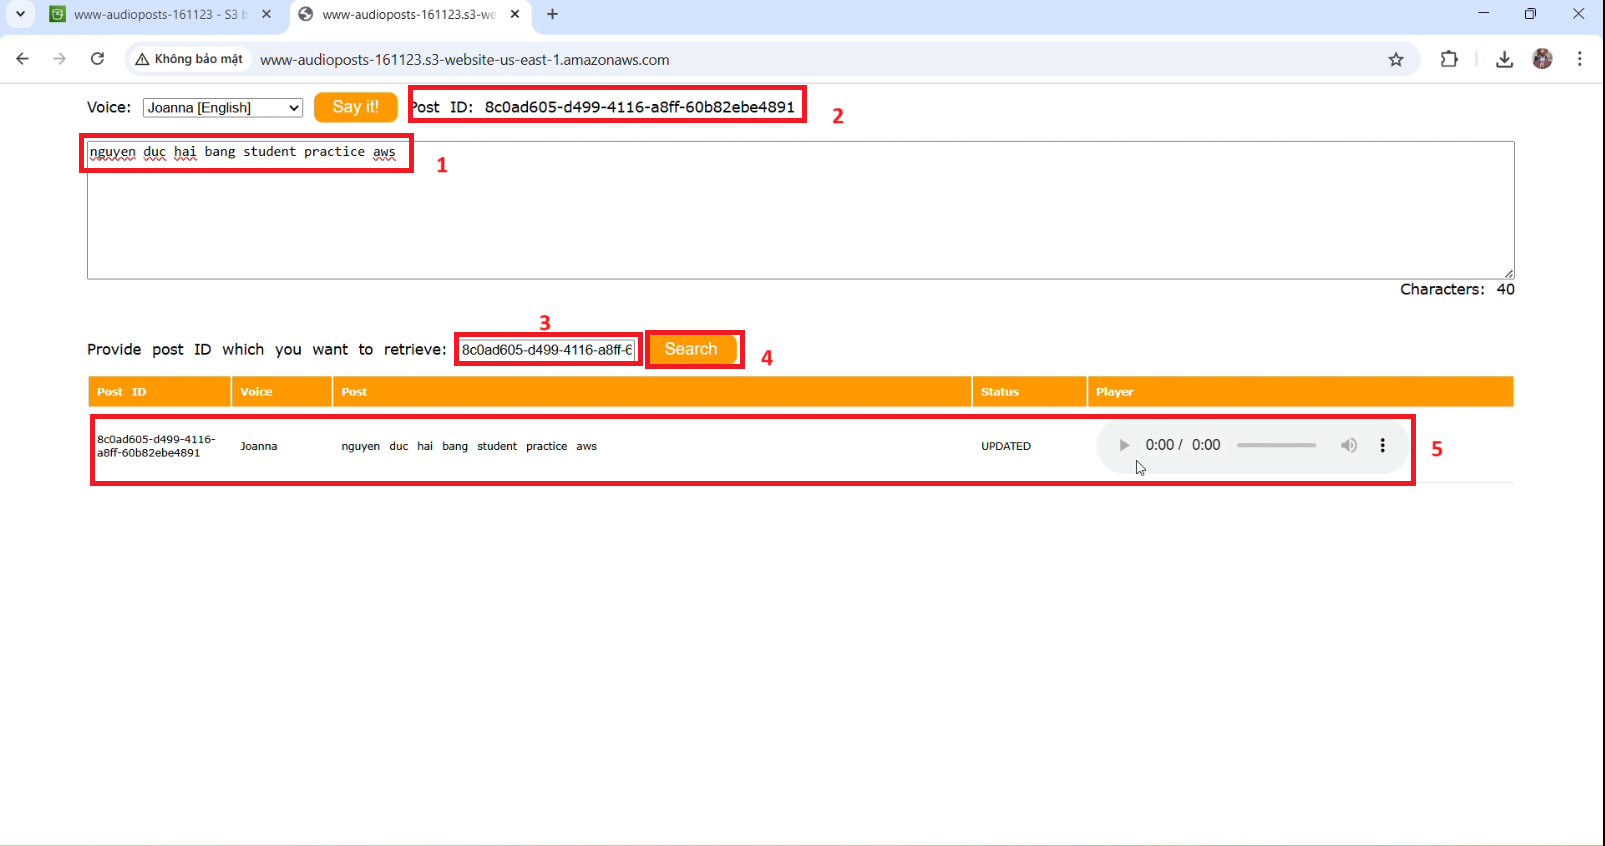 www-audioposts-161123 - S3 b
www-audioposts-161123.s3-we
Không bảo mật www-audioposts-161123.s3-website-us-east-1.amazonaws.com
Voice: Joanna [English] Say it! Post ID: 8c0ad605-d499-4116-a8ff-60b82ebe4891
2
nguyen duc hai bang student practice aws
1
Characters: 40
3
Provide post ID which you want to retrieve: 8c0ad605-d499-4116-a8ff-6 Search
4
Post ID Voice Post Status Player
8c0ad605-d499-4116-
a8ff-60b82ebe4891 Joanna nguyen duc hai bang student practice aws UPDATED 0:00 / 0:00
5